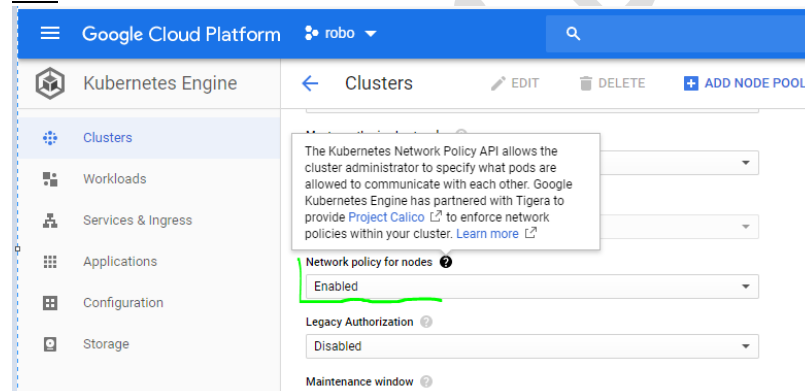 Google Cloud Platform
robo
Kubernetes Engine
Clusters
EDIT
DELETE
ADD NODE POOL
Clusters
Workloads
Services & Ingress
Applications
Configuration
Storage
The Kubernetes Network Policy API allows the
cluster administrator to specify what pods are
allowed to communicate with each other. Google
Kubernetes Engine has partnered with Tigera to
provide Project Calico to enforce network
policies within your cluster. Learn more
Network policy for nodes
Enabled
Legacy Authorization
Disabled
Maintenance window